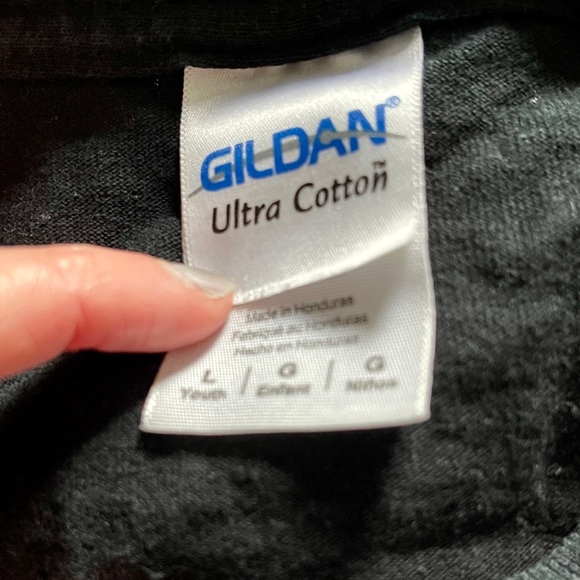 GILDAN®
Ultra Cotton™
Made in Honduras
Fabriqué au Honduras
Hecho en Honduras
L / G / G
Youth Enfant Niños